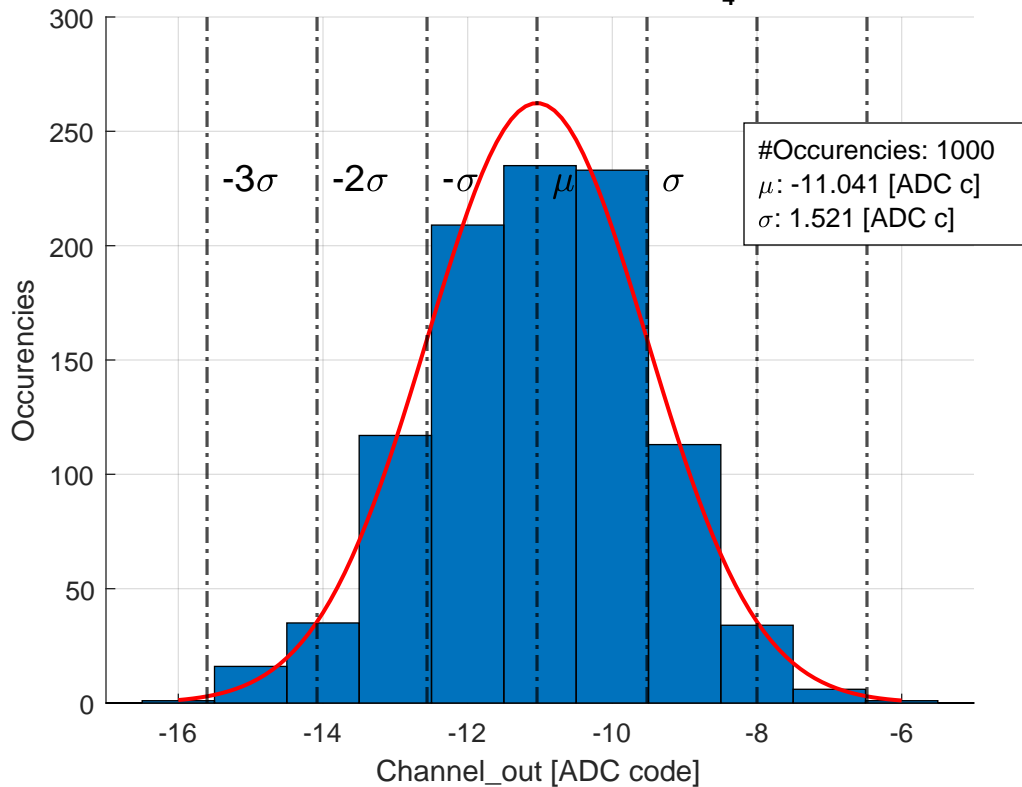 4
300
250
200
150
100
50
0
-3σ
-2σ
-σ
μ
σ
#Occurencies: 1000
μ: -11.041 [ADC c]
σ: 1.521 [ADC c]
Occurencies
-16
-14
-12
-10
-8
-6
Channel_out [ADC code]